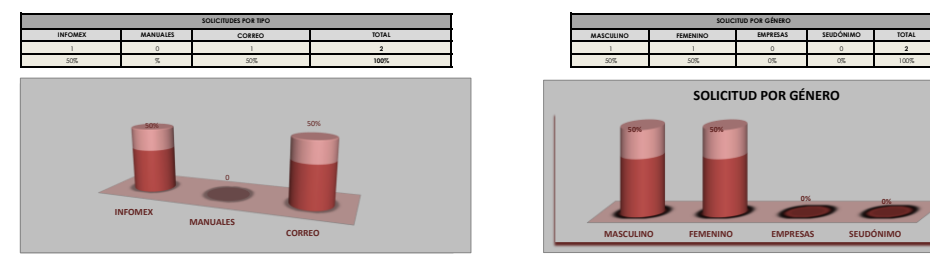 SOLICITUDES POR TIPO
INFOMEX MANUALES CORREO TOTAL
1 0 1 2
50% % 50% 100%
50%
0
50%
INFOMEX
MANUALES
CORREO
SOLICITUD POR GÉNERO
MASCULINO FEMENINO EMPRESAS SEUDÓNIMO TOTAL
1 1 0 0 2
50% 50% 0% 0% 100%
SOLICITUD POR GÉNERO
50% 50% 0% 0%
MASCULINO FEMENINO EMPRESAS SEUDÓNIMO